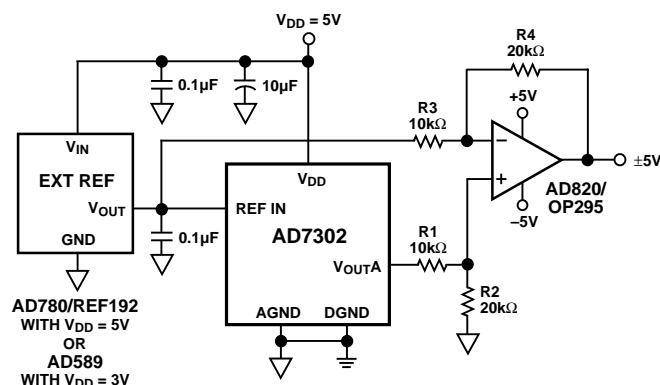 V_DD = 5V
R4
20kΩ
0.1µF
10µF
R3
10kΩ
+5V
V_IN
EXT REF
V_OUT
GND
V_DD
REF IN
AD7302
V_OUTA
AGND
DGND
0.1µF
R1
10kΩ
R2
20kΩ
−
+
±5V
AD820/
OP295
−5V
AD780/REF192
WITH V_DD = 5V
OR
AD589
WITH V_DD = 3V